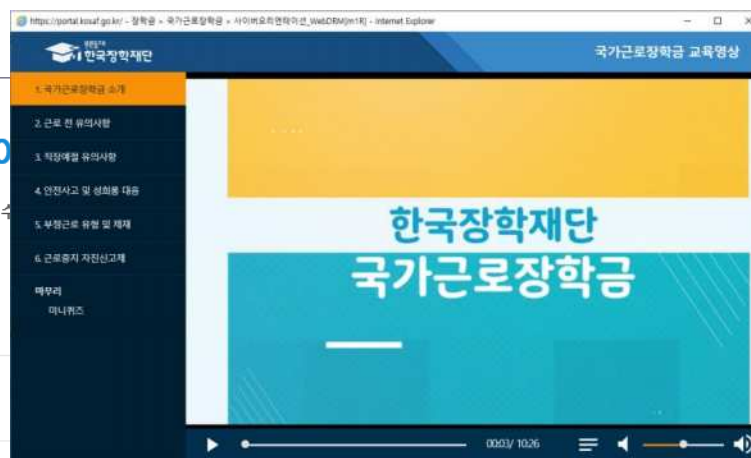 https://portal.kosaf.go.kr/ - 장학금 » 국가근로장학금 » 사이버오리엔테이션_WebDRM(m1R) - Internet Explorer
한국장학재단
국가근로장학금 교육영상
1. 국가근로장학금 소개
2. 근로 전 유의사항
3. 직장예절 유의사항
4. 안전사고 및 성희롱 대응
5. 부정근로 유형 및 제재
6. 근로중지 자진신고제
마무리
미니퀴즈
한국장학재단
국가근로장학금
00:03/ 10:26